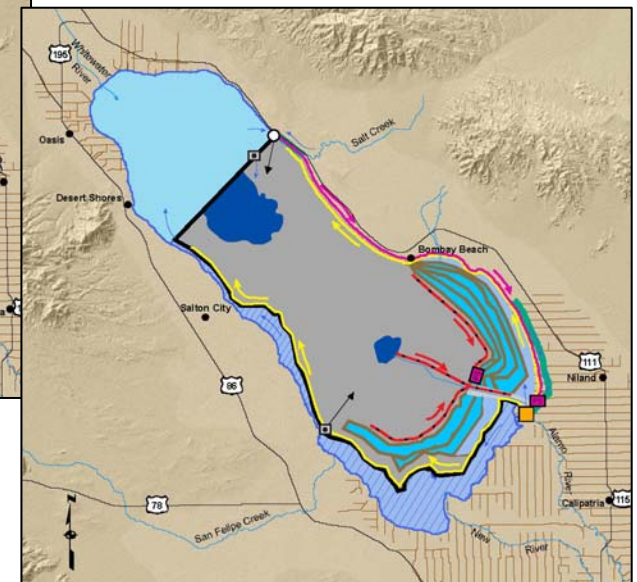 195
Whitewater
River
Oasis
Salt Creek
Desert Shores
Bombay Beach
Salton City
111
86
Niland
Alamo
River
N
78
Calipatria
115
San Felipe Creek
New
River